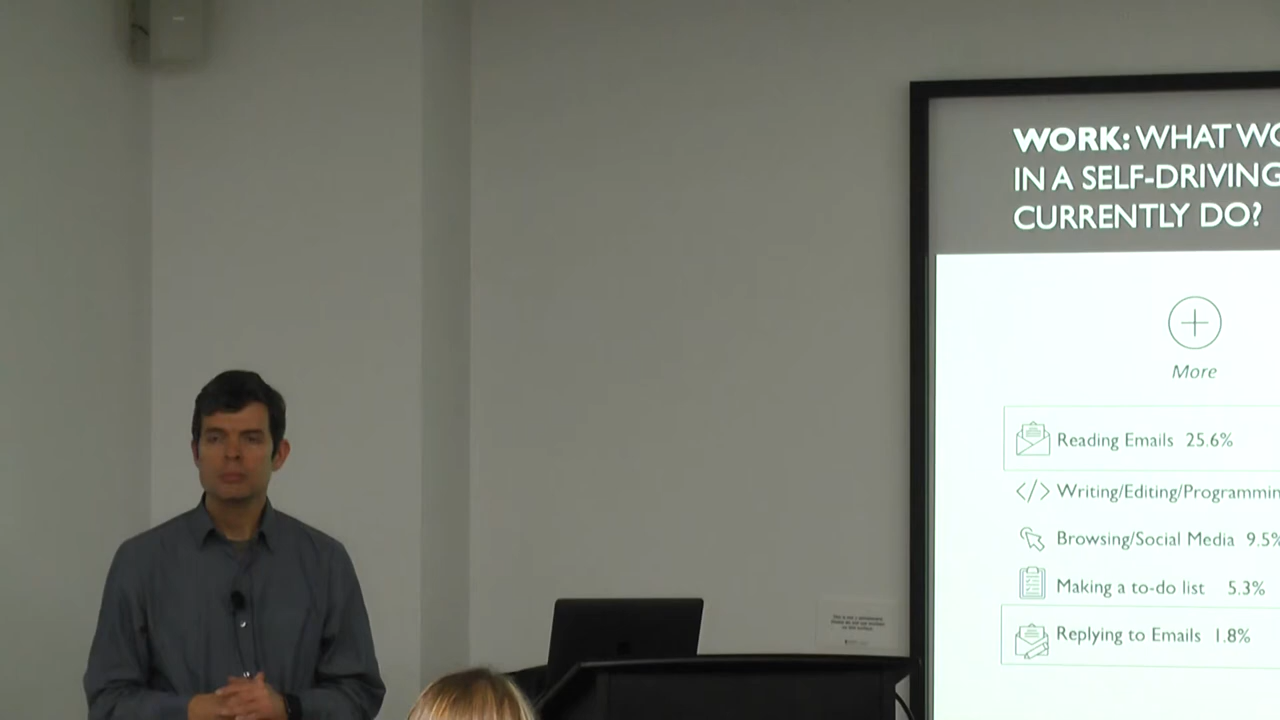 WORK: WHAT WO
IN A SELF-DRIVING
CURRENTLY DO?
More
Reading Emails 25.6%
</> Writing/Editing/Programmin
Browsing/Social Media 9.5%
Making a to-do list 5.3%
Replying to Emails 1.8%